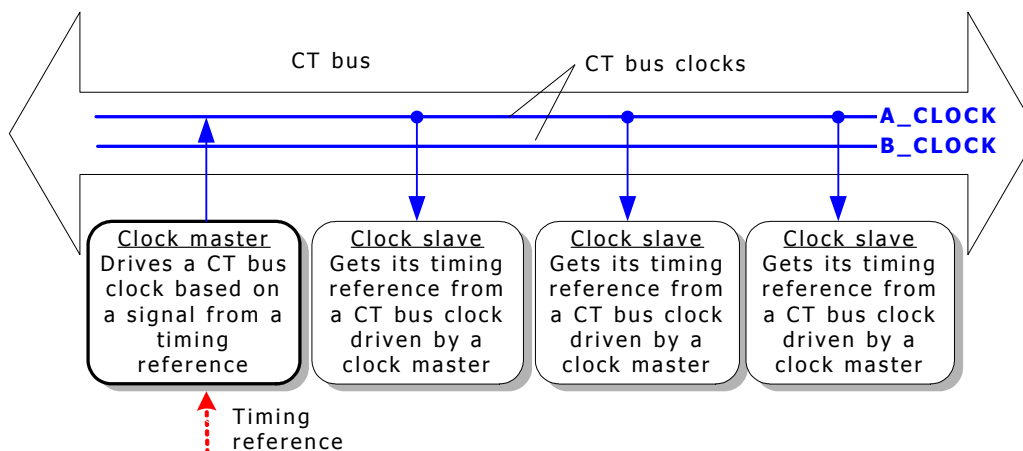 CT bus
CT bus clocks
A_CLOCK
B_CLOCK
Clock master
Drives a CT bus
clock based on
a signal from a
timing
reference
Clock slave
Gets its timing
reference from
a CT bus clock
driven by a
clock master
Clock slave
Gets its timing
reference from
a CT bus clock
driven by a
clock master
Clock slave
Gets its timing
reference from
a CT bus clock
driven by a
clock master
Timing
reference